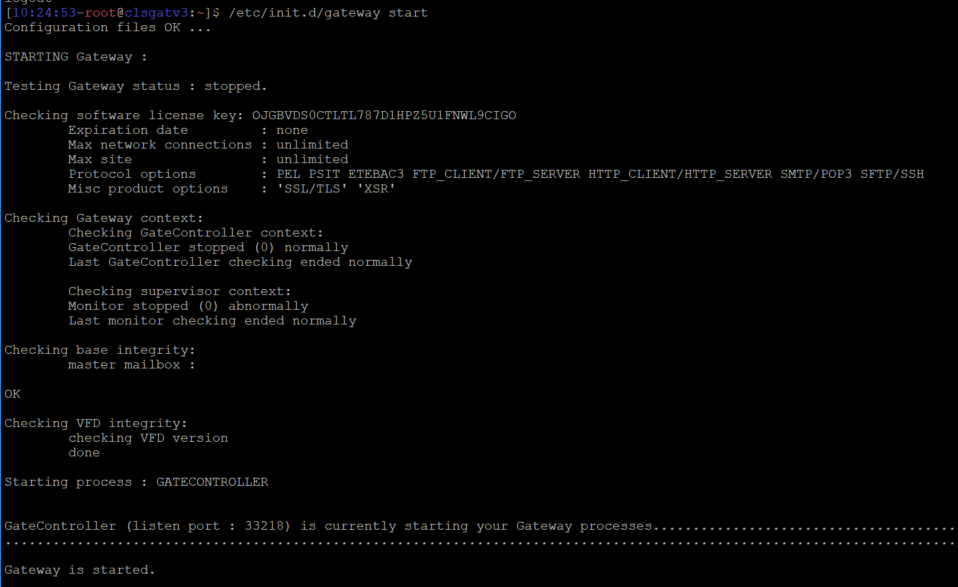 logout
[10:24:53-root@clsgatv3:~]$ /etc/init.d/gateway start
Configuration files OK ...
STARTING Gateway :
Testing Gateway status : stopped.
Checking software license key: OJGBVDS0CTLTL787D1HPZ5U1FNWL9CIGO
Expiration date : none
Max network connections : unlimited
Max site : unlimited
Protocol options : PEL PSIT ETEBAC3 FTP_CLIENT/FTP_SERVER HTTP_CLIENT/HTTP_SERVER SMTP/POP3 SFTP/SSH
Misc product options : 'SSL/TLS' 'XSR'
Checking Gateway context:
Checking GateController context:
GateController stopped (0) normally
Last GateController checking ended normally
Checking supervisor context:
Monitor stopped (0) abnormally
Last monitor checking ended normally
Checking base integrity:
master mailbox :
OK
Checking VFD integrity:
checking VFD version
done
Starting process : GATECONTROLLER
GateController (listen port : 33218) is currently starting your Gateway processes......................................
.......................................................................................................................
Gateway is started.